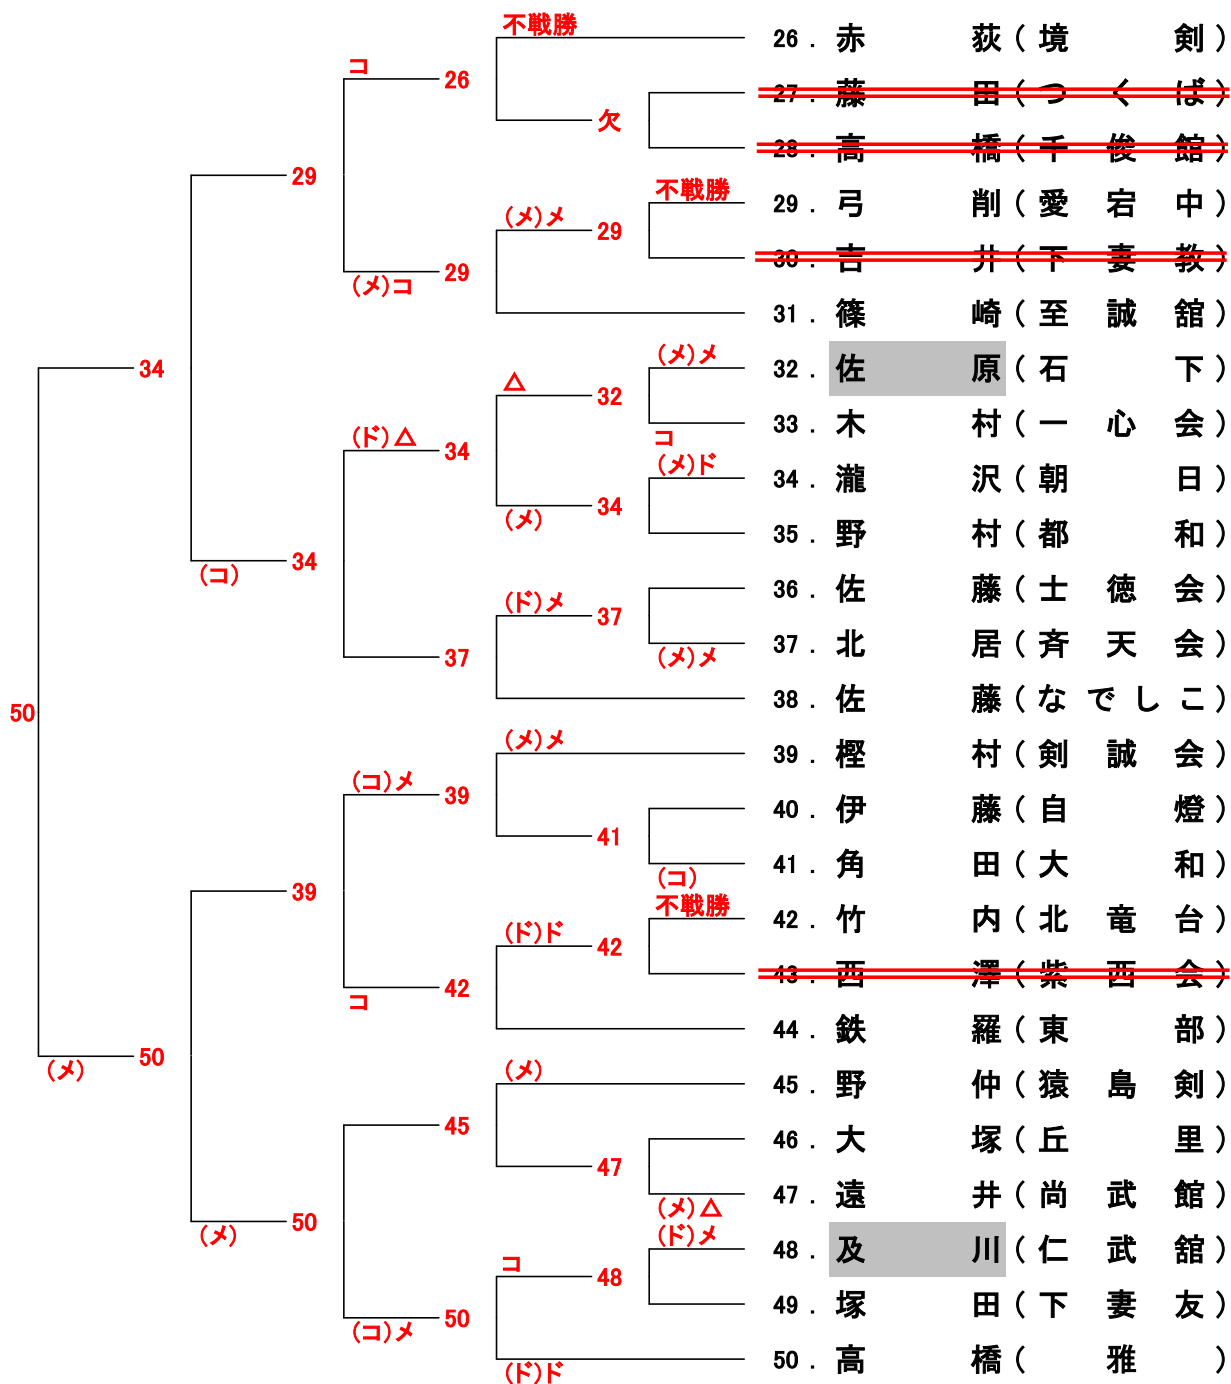 不戦勝
26 . 赤 荻 ( 境 剣 )
コ
26
27 . 藤 田 ( つ く ば )
欠
28 . 高 橋 ( 千 俊 館 )
29
不戦勝
29 . 弓 削 ( 愛 宕 中 )
(メ)メ
29
30 . 吉 井 ( 下 妻 教 )
29
(メ)コ
31 . 篠 崎 ( 至 誠 舘 )
(メ)メ
34
32 . 佐 原 ( 石 下 )
△
32
33 . 木 村 ( 一 心 会 )
コ
(ド)△
34
(メ)ド
34 . 瀧 沢 ( 朝 日 )
34
(メ)
35 . 野 村 ( 都 和 )
34
(コ)
36 . 佐 藤 ( 士 徳 会 )
(ド)メ
37
37 . 北 居 ( 斉 天 会 )
37
(メ)メ
38 . 佐 藤 ( な で し こ )
50
(メ)メ
39 . 樫 村 ( 剣 誠 会 )
(コ)メ
39
40 . 伊 藤 ( 自 燈 )
41
41 . 角 田 ( 大 和 )
(コ)
39
不戦勝
42 . 竹 内 ( 北 竜 台 )
(ド)ド
42
43 . 西 澤 ( 紫 西 会 )
42
コ
44 . 鉄 羅 ( 東 部 )
50
(メ)
(メ)
45 . 野 仲 ( 猿 島 剣 )
45
46 . 大 塚 ( 丘 里 )
47
47 . 遠 井 ( 尚 武 館 )
(メ)△
50
(メ)
(ド)メ
48 . 及 川 ( 仁 武 舘 )
コ
48
49 . 塚 田 ( 下 妻 友 )
50
(コ)メ
50 . 高 橋 ( 雅 )
(ド)ド